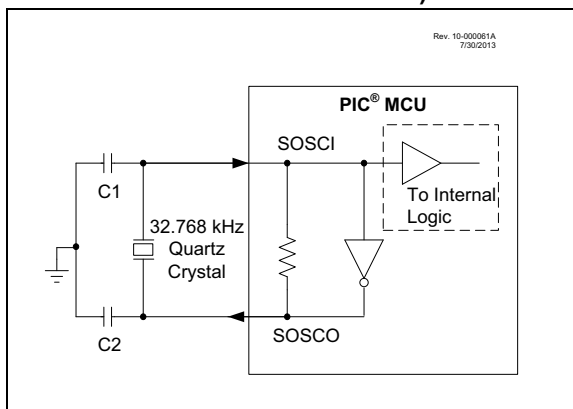 Rev. 10-000061A
7/30/2013
PIC® MCU
SOSCI
C1
To Internal
Logic
32.768 kHz
Quartz
Crystal
C2
SOSCO